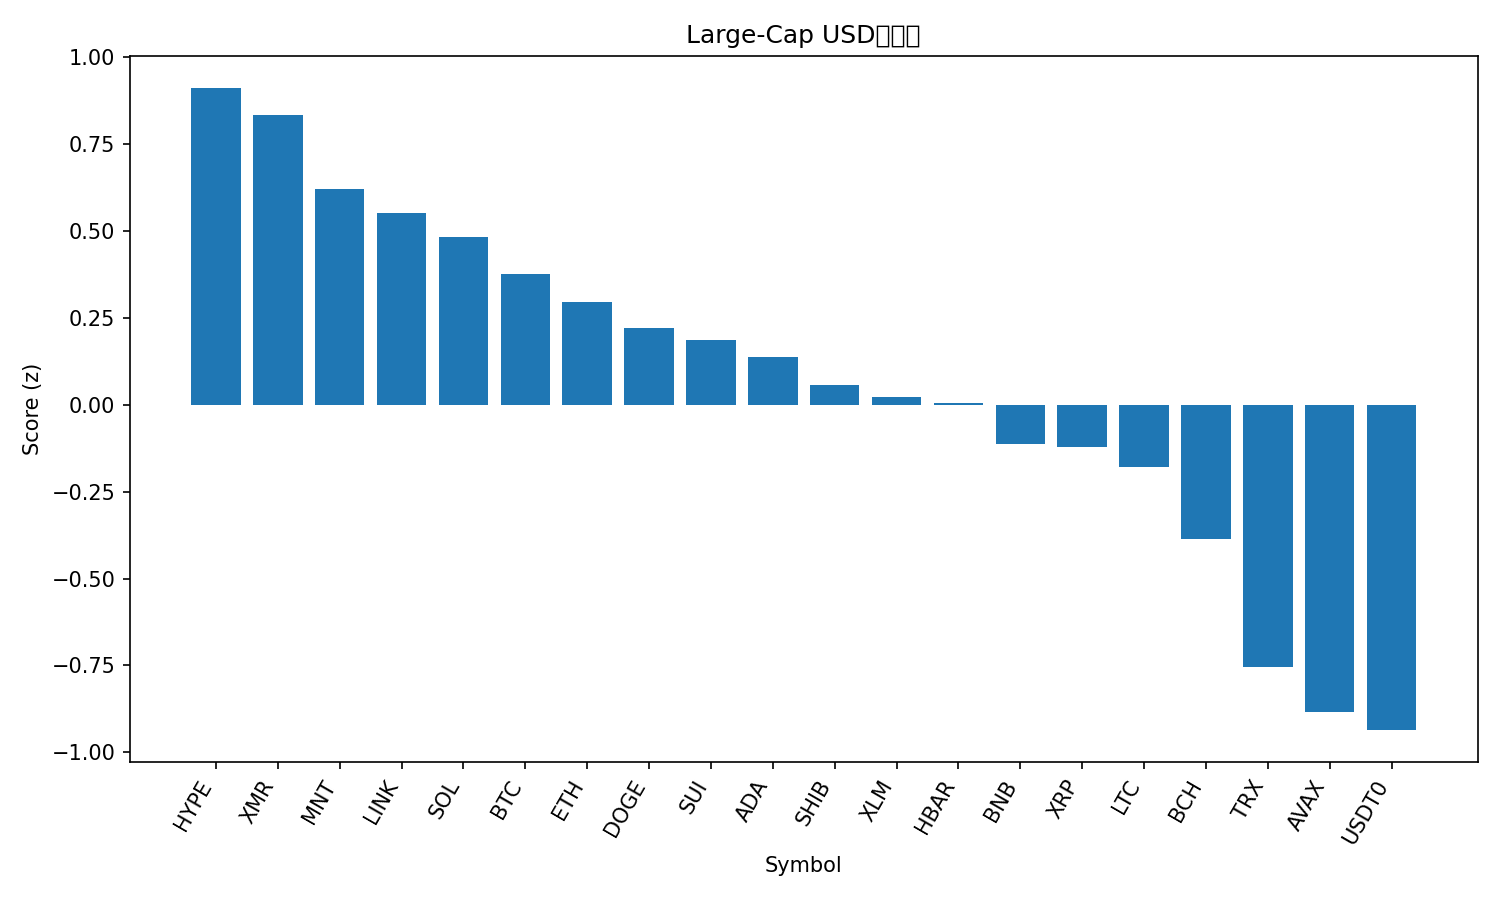 Large-Cap USD
1.00
0.75
0.50
0.25
0.00
−0.25
−0.50
−0.75
−1.00
Score (z)
HYPE
XMR
MNT
LINK
SOL
BTC
ETH
DOGE
SUI
ADA
SHIB
XLM
HBAR
BNB
XRP
LTC
BCH
TRX
AVAX
USDT0
Symbol